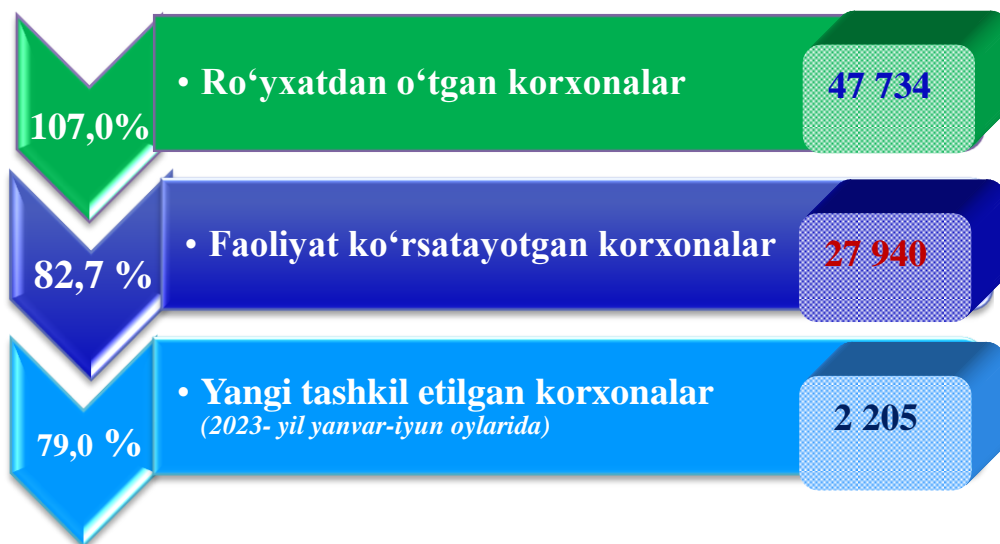 107,0%
• Ro‘yxatdan o‘tgan korxonalar
47 734
82,7 %
• Faoliyat ko‘rsatayotgan korxonalar
27 940
79,0 %
• Yangi tashkil etilgan korxonalar
(2023- yil yanvar-iyun oylarida)
2 205